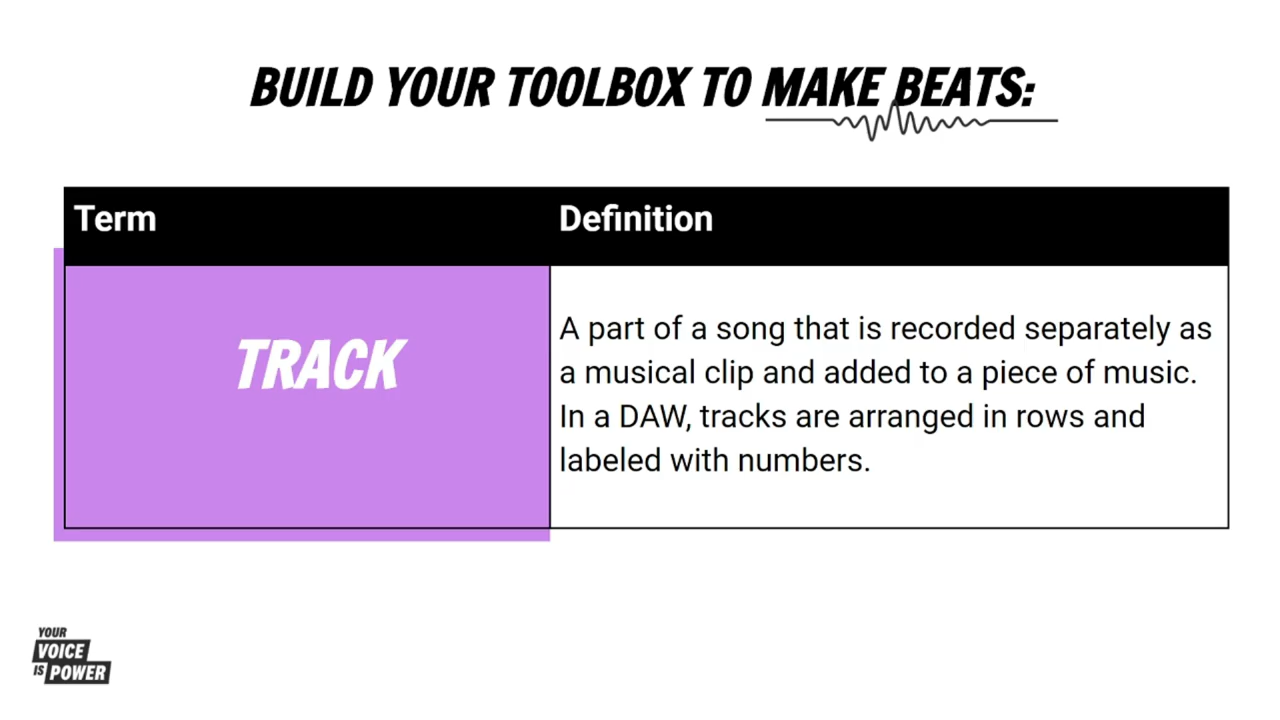 BUILD YOUR TOOLBOX TO MAKE BEATS:
Term
Definition
TRACK
A part of a song that is recorded separately as
a musical clip and added to a piece of music.
In a DAW, tracks are arranged in rows and
labeled with numbers.
YOUR
VOICE
IS POWER